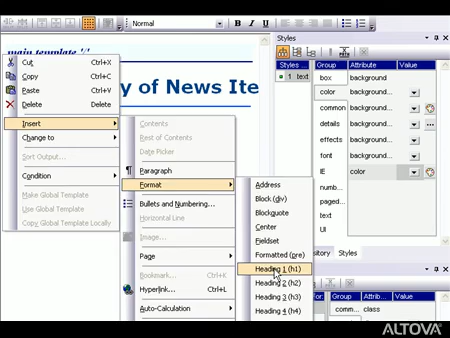 Normal
B I U
main template
y of News Ite
Cut Ctrl+X
Copy Ctrl+C
Paste Ctrl+V
Delete Delete
Insert
Change to
Sort Output...
Condition
Make Global Template
Use Global Template
Copy Global Template Locally
Contents
Rest of Contents
Date Picker
Paragraph
Format
Bullets and Numbering...
Horizontal Line
Image...
Page
Bookmark... Ctrl+K
Hyperlink... Ctrl+L
Auto-Calculation
Address
Block (div)
Blockquote
Center
Fieldset
Formatted (pre)
Heading 1 (h1)
Heading 2 (h2)
Heading 3 (h3)
Heading 4 (h4)
Styles
Styles ... Group Attribute Value
1 text
box background
color background...
common background...
details background...
effects background...
font background...
IE color
numb...
paged...
text
UI
ository Styles
for: Group Attrib... Value
comm... class
ALTOVA